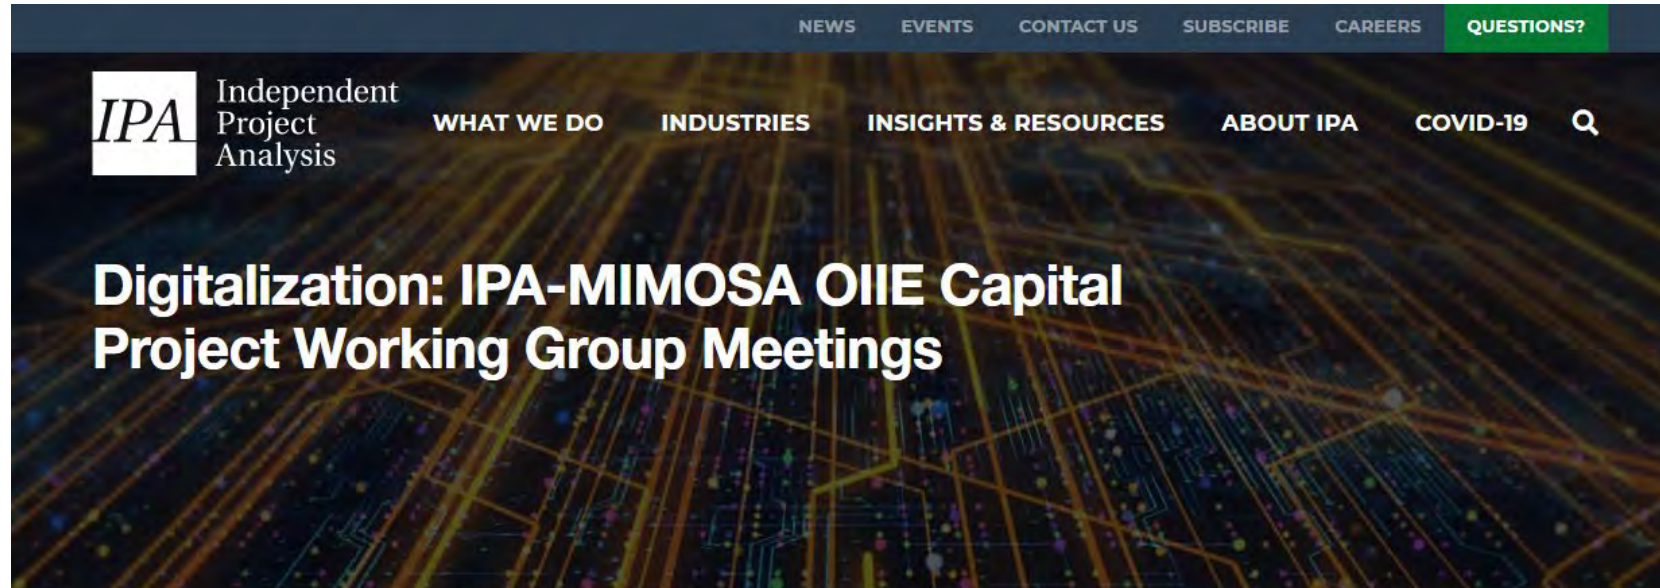 NEWS EVENTS CONTACT US SUBSCRIBE CAREERS QUESTIONS?
IPA
Independent
Project
Analysis
WHAT WE DO INDUSTRIES INSIGHTS & RESOURCES ABOUT IPA COVID-19
Digitalization: IPA-MIMOSA OIIE Capital
Project Working Group Meetings